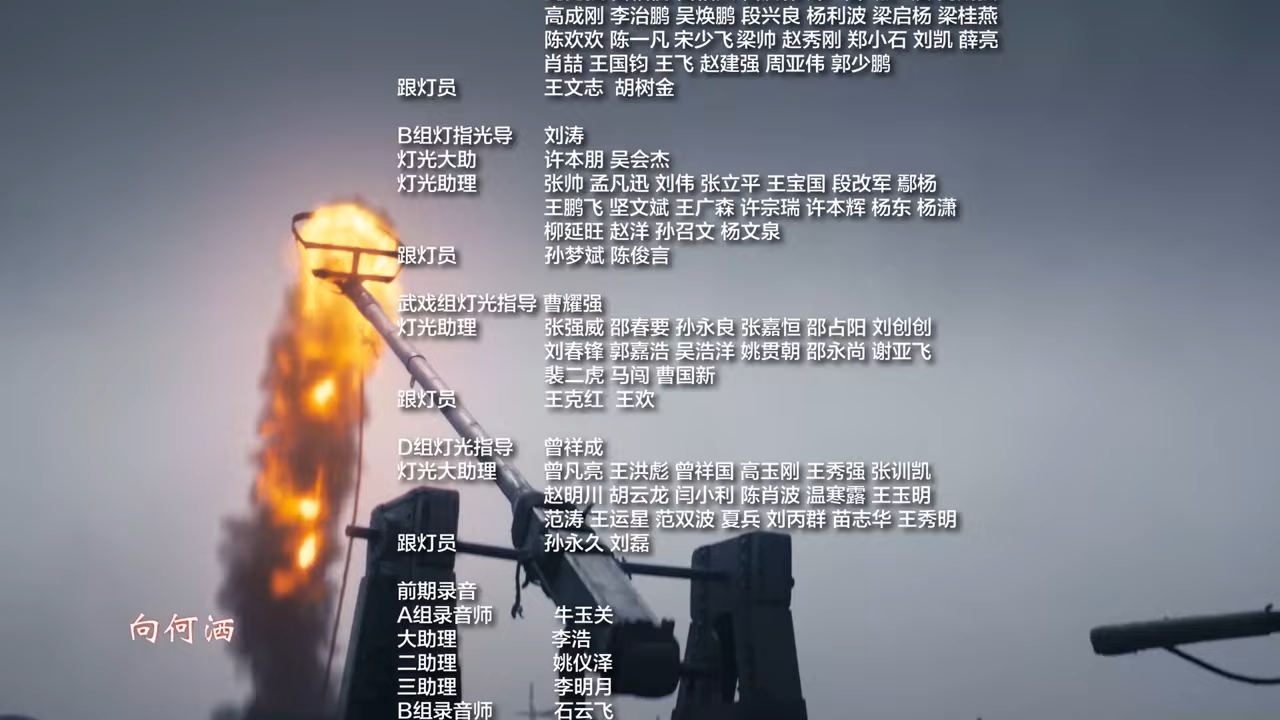 高成刚 李治鹏 吴焕鹏 段兴良 杨利波 梁启杨 梁桂燕
陈欢欢 陈一凡 宋少飞 梁帅 赵秀刚 郑小石 刘凯 薛亮
肖喆 王国钧 王飞 赵建强 周亚伟 郭少鹏
跟灯员 王文志 胡树金
B组灯指光导 刘涛
灯光大助 许本朋 吴会杰
灯光助理 张帅 孟凡迅 刘伟 张立平 王宝国 段改军 鄢杨
王鹏飞 坚文斌 王广森 许宗瑞 许本辉 杨东 杨潇
柳延旺 赵洋 孙召文 杨文泉
跟灯员 孙梦斌 陈俊言
武戏组灯光指导 曹耀强
灯光助理 张强威 邵春要 孙永良 张嘉恒 邵占阳 刘创创
刘春锋 郭嘉浩 吴浩洋 姚贯朝 邵永尚 谢亚飞
裴二虎 马闯 曹国新
跟灯员 王克红 王欢
D组灯光指导 曾祥成
灯光大助理 曾凡亮 王洪彪 曾祥国 高玉刚 王秀强 张训凯
赵明川 胡云龙 闫小利 陈肖波 温寒露 王玉明
范涛 王运星 范双波 夏兵 刘丙群 苗志华 王秀明
跟灯员 孙永久 刘磊
前期录音
A组录音师 牛玉关
大助理 李浩
二助理 姚仪泽
三助理 李明月
B组录音师 石云飞
向何洒